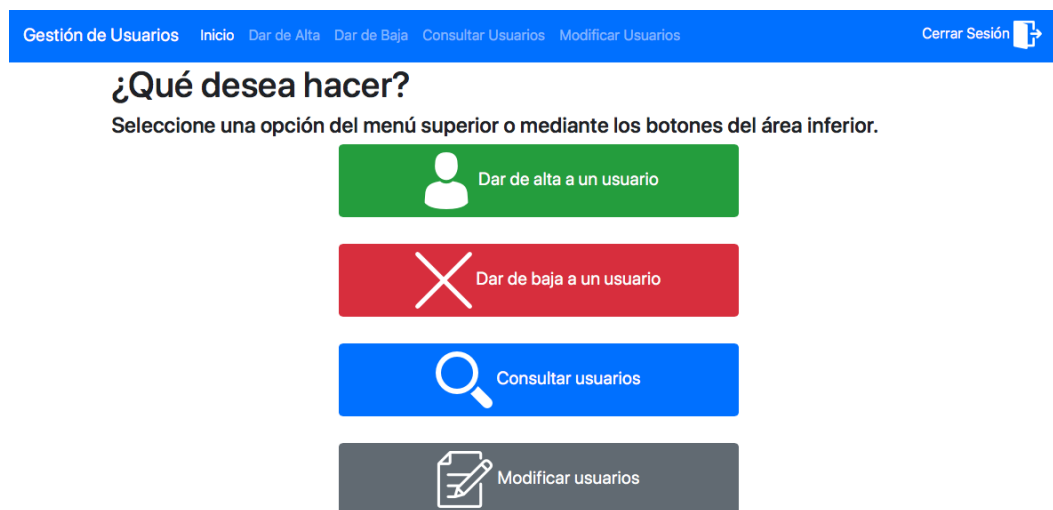 Gestión de Usuarios Inicio Dar de Alta Dar de Baja Consultar Usuarios Modificar Usuarios Cerrar Sesión
¿Qué desea hacer?
Seleccione una opción del menú superior o mediante los botones del área inferior.
Dar de alta a un usuario
Dar de baja a un usuario
Consultar usuarios
Modificar usuarios